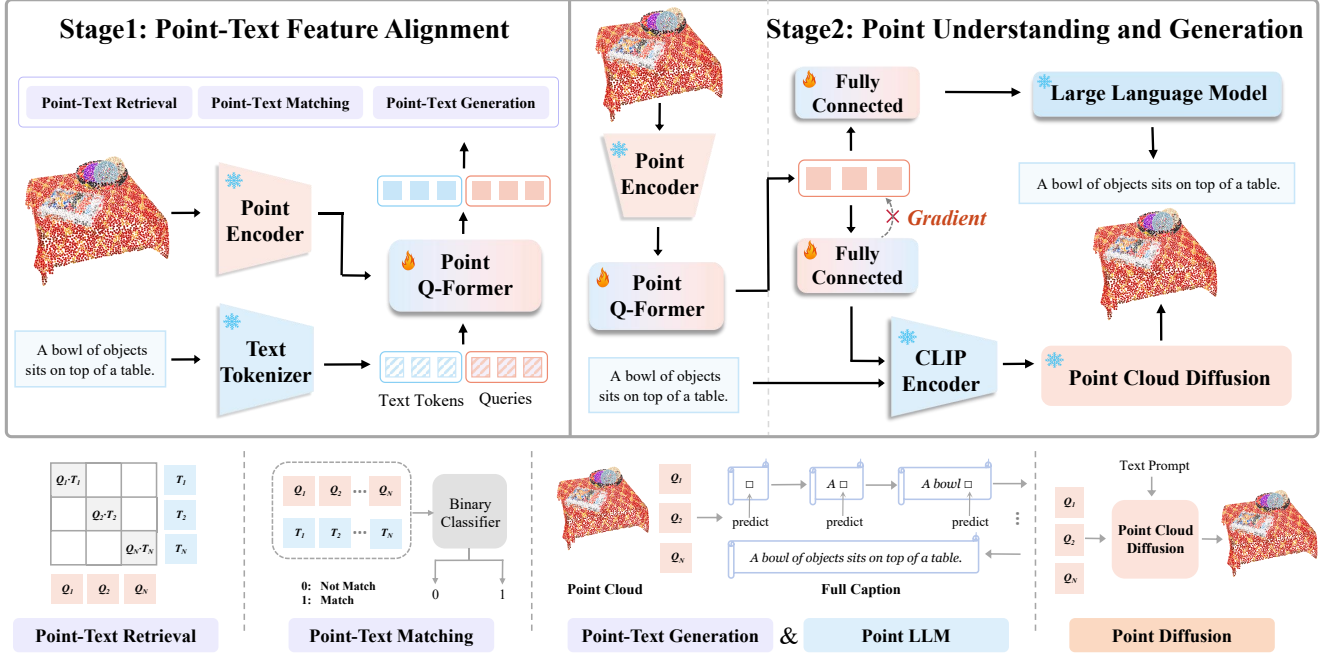 Stage1: Point-Text Feature Alignment
Point-Text Retrieval
Point-Text Matching
Point-Text Generation
Point
Encoder
Point
Q-Former
A bowl of objects
sits on top of a table.
Text
Tokenizer
Text Tokens
Queries
Stage2: Point Understanding and Generation
Point
Encoder
Point
Q-Former
A bowl of objects
sits on top of a table.
Fully
Connected
Large Language Model
A bowl of objects sits on top of a table.
Gradient
Fully
Connected
CLIP
Encoder
Point Cloud Diffusion
Q1·T1
Q2·T2
QN·TN
T1
T2
TN
Q1
Q2
QN
Point-Text Retrieval
Q1
Q2
...
QN
T1
T2
...
TN
Binary
Classifier
0: Not Match
1: Match
0
1
Point-Text Matching
Point Cloud
Q1
Q2
QN
□
A □
A bowl □
predict
predict
predict
A bowl of objects sits on top of a table.
Full Caption
Point-Text Generation
&
Point LLM
Text Prompt
Q1
Q2
QN
Point Cloud
Diffusion
Point Diffusion